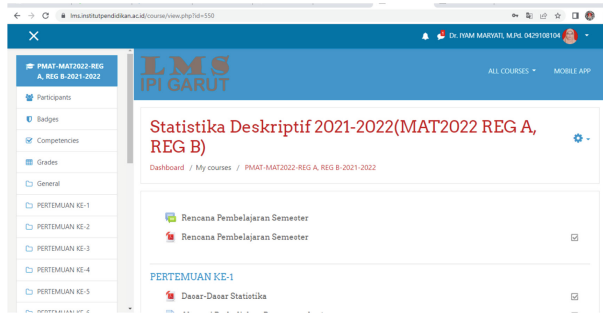 lms.institutpendidikan.ac.id/course/view.php?id=550
Dr. IYAM MARYATI, M.Pd. 0429108104
PMAT-MAT2022-REG
A, REG B-2021-2022
Participants
Badges
Competencies
Grades
General
PERTEMUAN KE-1
PERTEMUAN KE-2
PERTEMUAN KE-3
PERTEMUAN KE-4
PERTEMUAN KE-5
LMS
IPI GARUT
ALL COURSES
MOBILE APP
Statistika Deskriptif 2021-2022(MAT2022 REG A,
REG B)
Dashboard / My courses / PMAT-MAT2022-REG A, REG B-2021-2022
Rencana Pembelajaran Semester
Rencana Pembelajaran Semester
PERTEMUAN KE-1
Dasar-Dasar Statistika